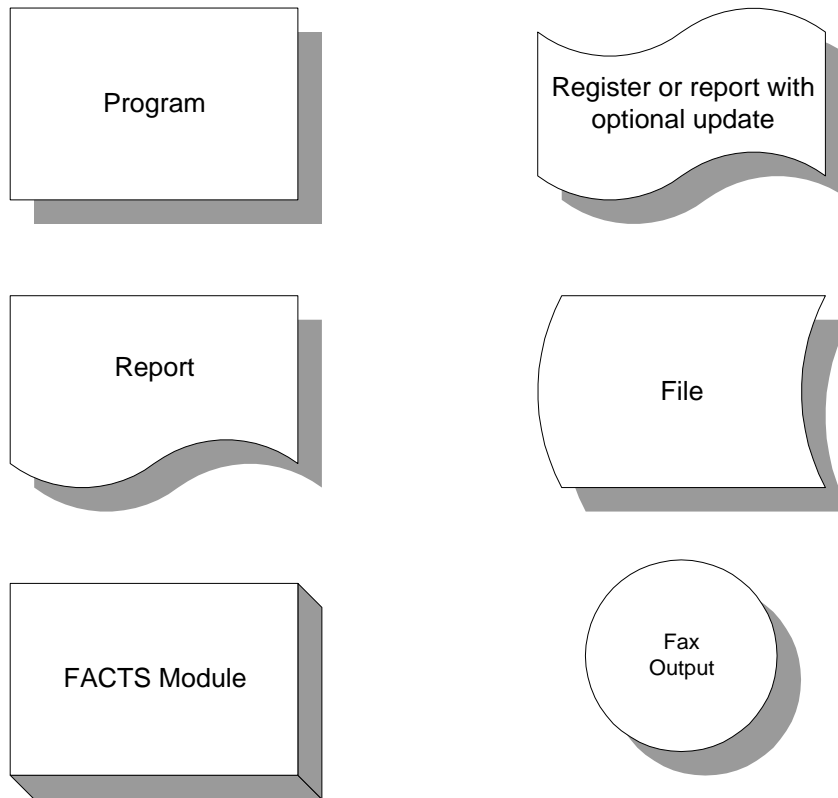 Program
Register or report with
optional update
Report
File
FACTS Module
Fax
Output